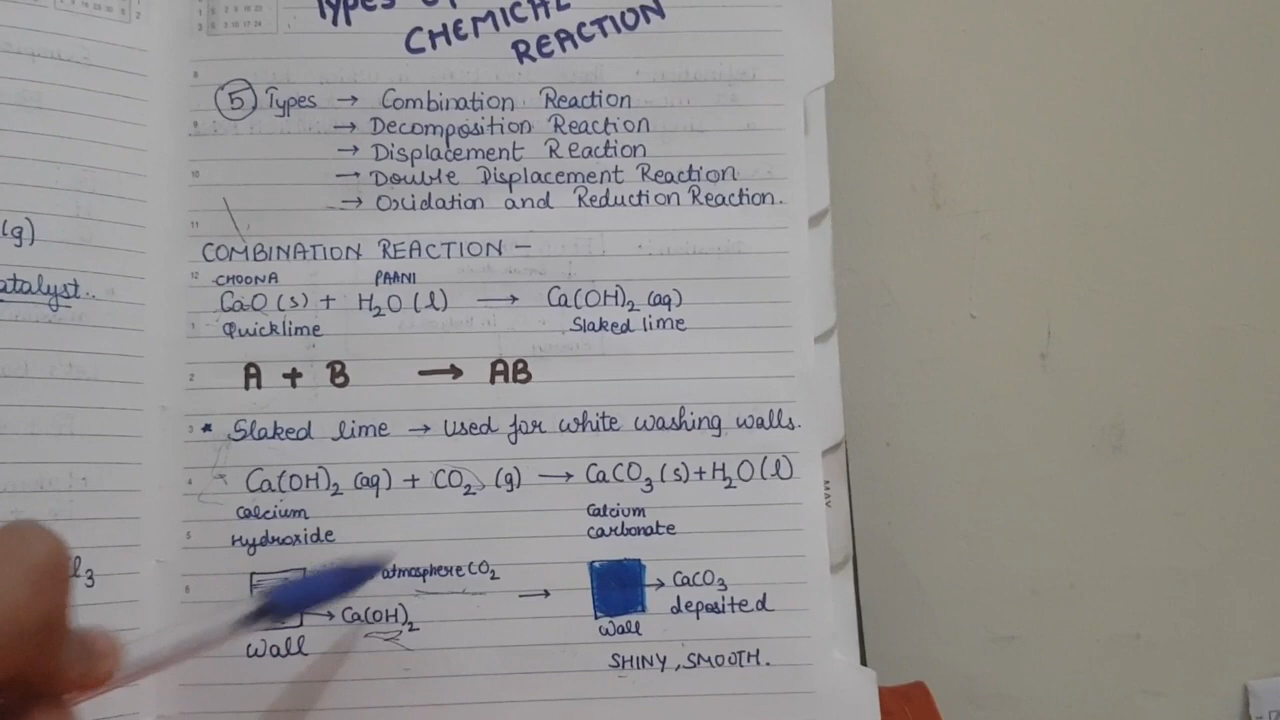 Types
CHEMICAL
REACTION
5 Types → Combination Reaction
→ Decomposition Reaction
→ Displacement Reaction
→ Double Displacement Reaction
→ Oxidation and Reduction Reaction.
(g)
atalyst..
COMBINATION REACTION –
CHOONA PAANI
CaO (s) + H₂O (l) → Ca(OH)₂ (aq)
Quicklime Slaked lime
A + B → AB
* Slaked lime → used for white washing walls.
Ca(OH)₂ (aq) + CO₂ (g) → CaCO₃ (s) + H₂O (l)
Calcium Calcium
Hydroxide carbonate
atmosphere CO₂ →
→ Ca(OH)₂
Wall
→ CaCO₃
deposited
Wall
SHINY, SMOOTH.
l₃
MAY